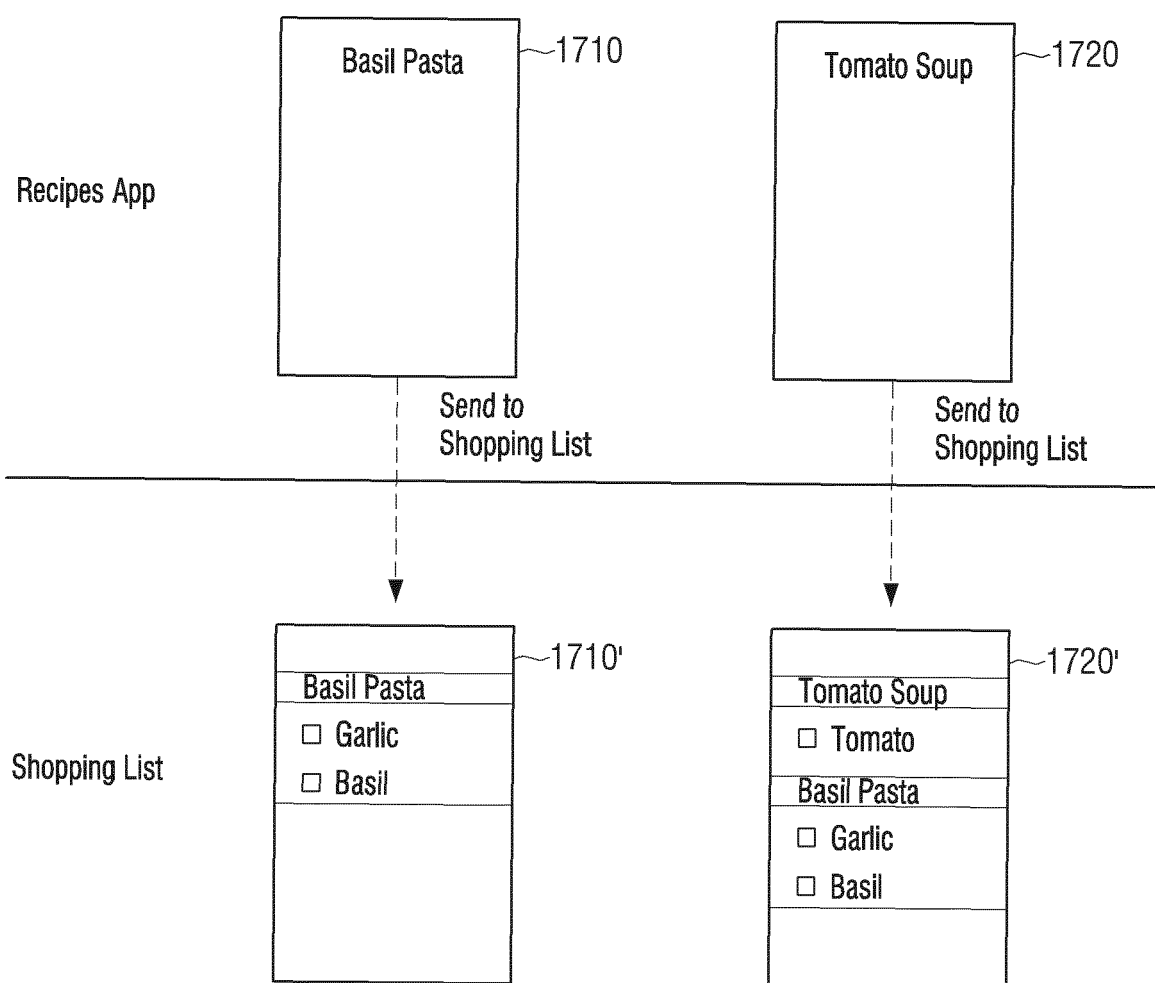 Basil Pasta
1710
Tomato Soup
1720
Recipes App
Send to
Shopping List
Send to
Shopping List
1710'
Basil Pasta
Garlic
Basil
1720'
Tomato Soup
Tomato
Basil Pasta
Garlic
Basil
Shopping List